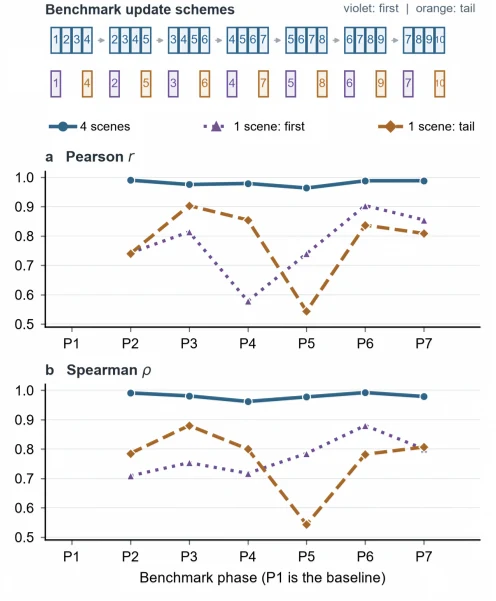 Benchmark update schemes violet: first | orange: tail
1 2 3 4 2 3 4 5 3 4 5 6 4 5 6 7 5 6 7 8 6 7 8 9 7 8 9 10
1 4 2 5 3 6 4 7 5 8 6 9 7 10
4 scenes 1 scene: first 1 scene: tail
a Pearson r
1.0
0.9
0.8
0.7
0.6
0.5
P1 P2 P3 P4 P5 P6 P7
b Spearman ρ
1.0
0.9
0.8
0.7
0.6
0.5
P1 P2 P3 P4 P5 P6 P7
Benchmark phase (P1 is the baseline)